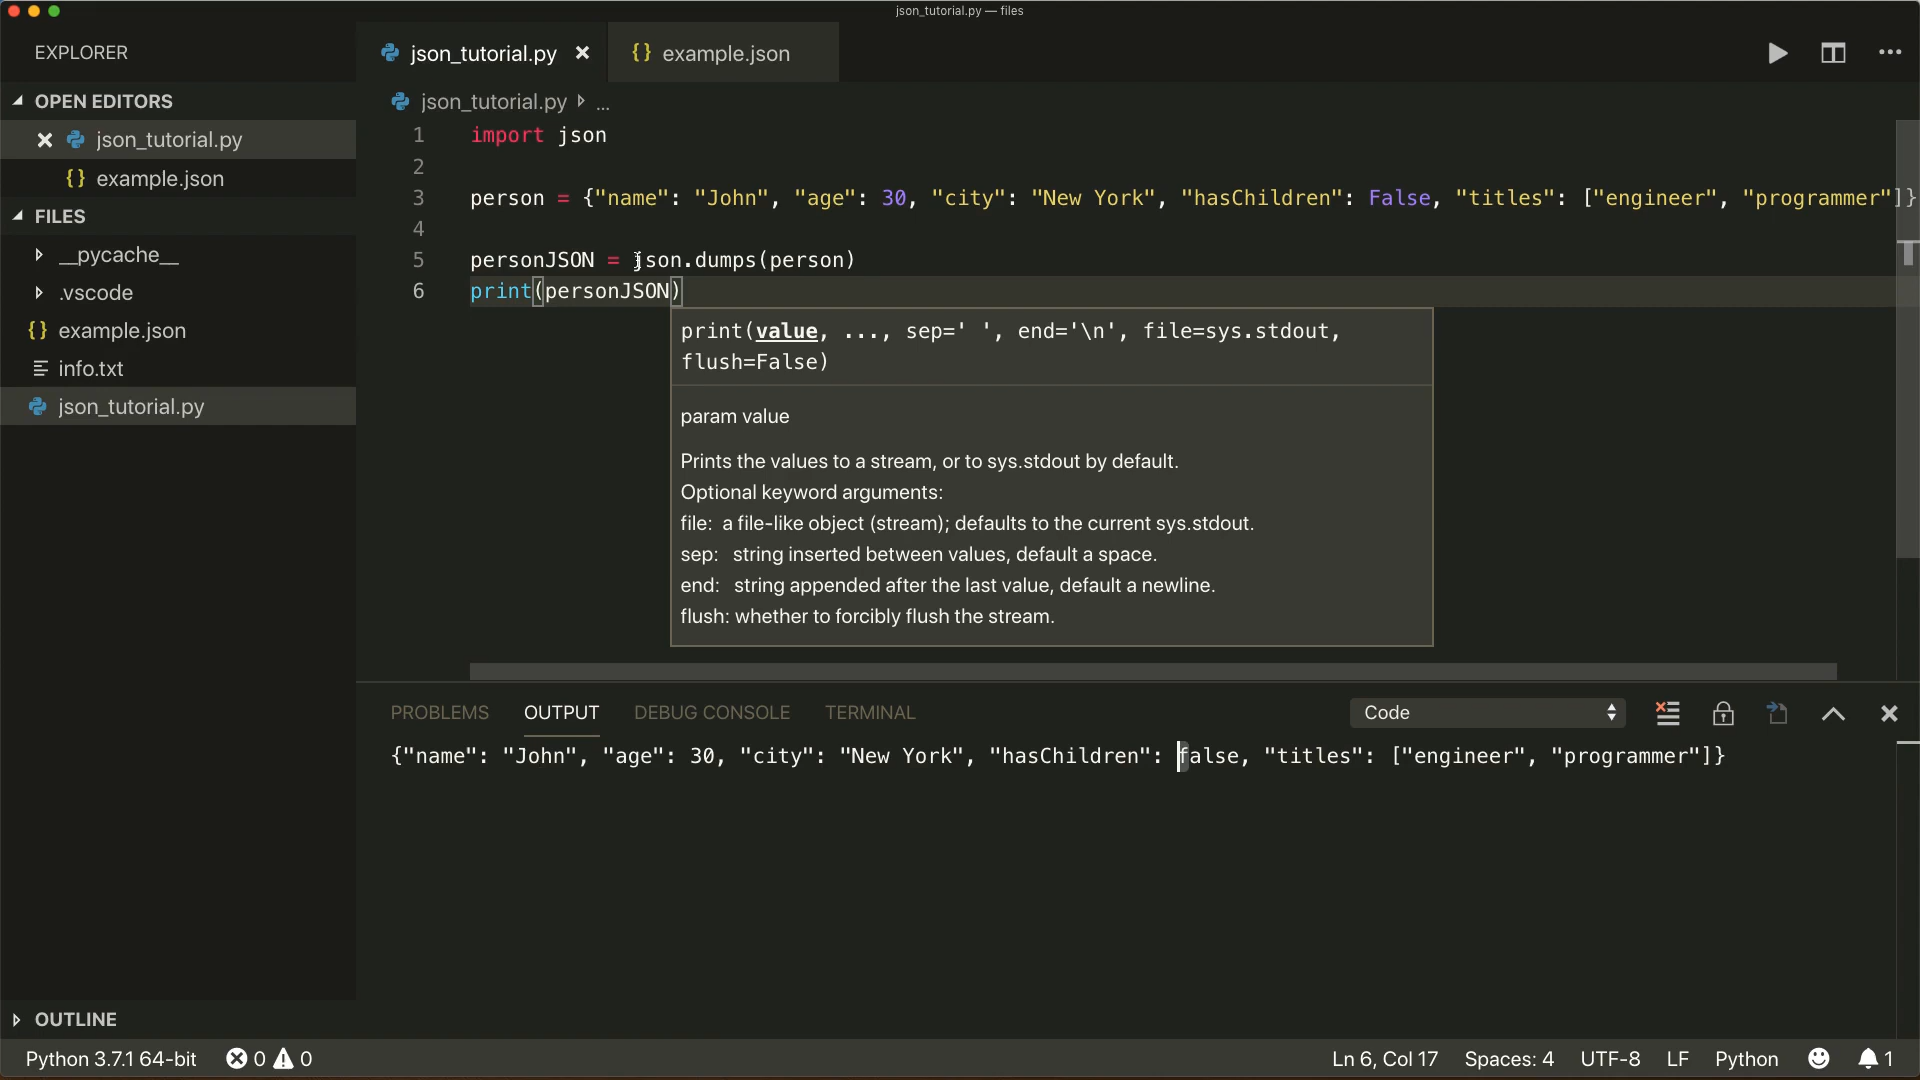 json_tutorial.py — files
EXPLORER
json_tutorial.py
{} example.json
OPEN EDITORS
json_tutorial.py
{} example.json
FILES
__pycache__
.vscode
{} example.json
info.txt
json_tutorial.py
OUTLINE
json_tutorial.py ...
1 import json
2
3 person = {"name": "John", "age": 30, "city": "New York", "hasChildren": False, "titles": ["engineer", "programmer"]}
4
5 personJSON = json.dumps(person)
6 print(personJSON)
print(value, ..., sep=' ', end='\n', file=sys.stdout,
flush=False)
param value
Prints the values to a stream, or to sys.stdout by default.
Optional keyword arguments:
file: a file-like object (stream); defaults to the current sys.stdout.
sep: string inserted between values, default a space.
end: string appended after the last value, default a newline.
flush: whether to forcibly flush the stream.
PROBLEMS OUTPUT DEBUG CONSOLE TERMINAL Code
{"name": "John", "age": 30, "city": "New York", "hasChildren": false, "titles": ["engineer", "programmer"]}
Python 3.7.1 64-bit 0 0 Ln 6, Col 17 Spaces: 4 UTF-8 LF Python 1